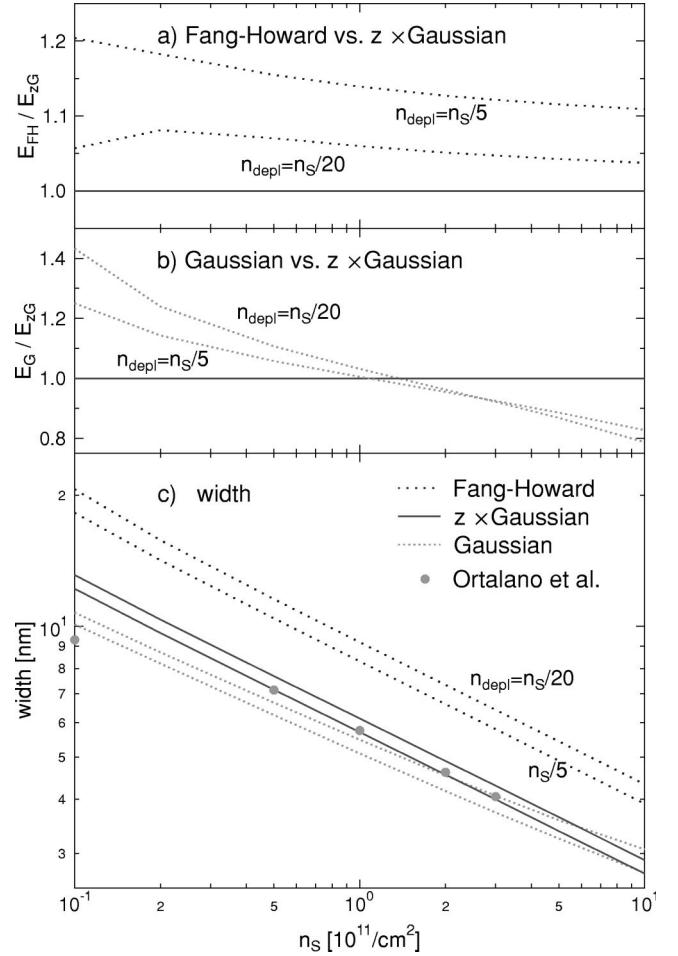 a) Fang-Howard vs. z ×Gaussian
1.2
1.1
1.0
E_FH / E_zG
n_depl=n_S/5
n_depl=n_S/20
b) Gaussian vs. z ×Gaussian
1.4
1.2
1.0
0.8
E_G / E_zG
n_depl=n_S/20
n_depl=n_S/5
c) width
Fang-Howard
z ×Gaussian
Gaussian
Ortalano et al.
2
10^1
9
8
7
6
5
4
3
width [nm]
n_depl=n_S/20
n_S/5
10^-1 2 5 10^0 2 5 10^1
n_S [10^11/cm^2]